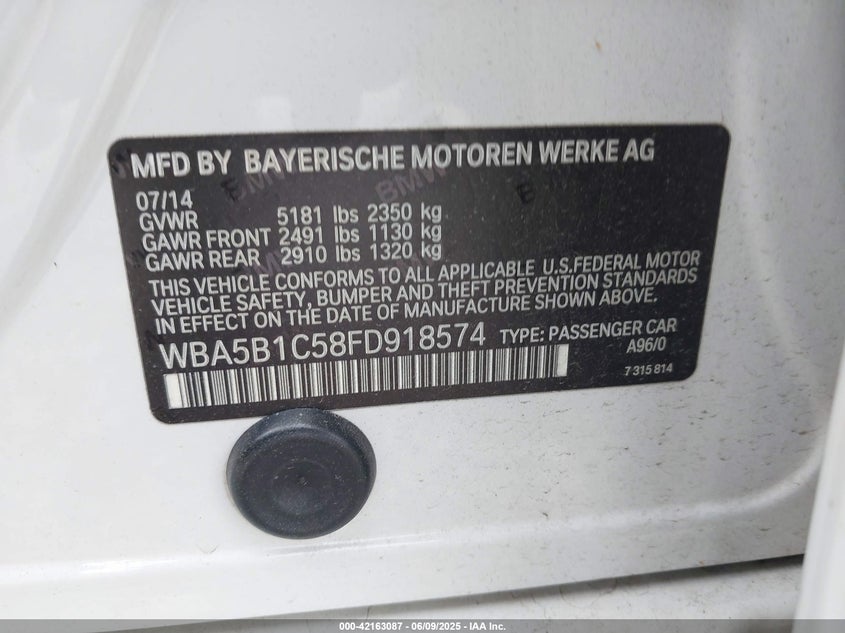 MFD BY BAYERISCHE MOTOREN WERKE AG
07/14
GVWR 5181 lbs 2350 kg
GAWR FRONT 2491 lbs 1130 kg
GAWR REAR 2910 lbs 1320 kg
THIS VEHICLE CONFORMS TO ALL APPLICABLE U.S.FEDERAL MOTOR
VEHICLE SAFETY, BUMPER AND THEFT PREVENTION STANDARDS
IN EFFECT ON THE DATE OF MANUFACTURE SHOWN ABOVE.
WBA5B1C58FD918574 TYPE: PASSENGER CAR
A96/0
7 315 814
000-42163087 - 06/09/2025 - IAA Inc.